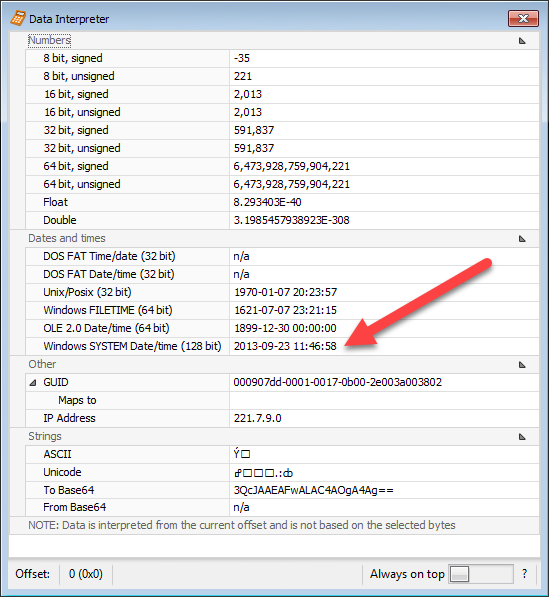 Data Interpreter
Numbers
8 bit, signed -35
8 bit, unsigned 221
16 bit, signed 2,013
16 bit, unsigned 2,013
32 bit, signed 591,837
32 bit, unsigned 591,837
64 bit, signed 6,473,928,759,904,221
64 bit, unsigned 6,473,928,759,904,221
Float 8.293403E-40
Double 3.1985457938923E-308
Dates and times
DOS FAT Time/date (32 bit) n/a
DOS FAT Date/time (32 bit) n/a
Unix/Posix (32 bit) 1970-01-07 20:23:57
Windows FILETIME (64 bit) 1621-07-07 23:21:15
OLE 2.0 Date/time (64 bit) 1899-12-30 00:00:00
Windows SYSTEM Date/time (128 bit) 2013-09-23 11:46:58
Other
GUID 000907dd-0001-0017-0b00-2e003a003802
Maps to
IP Address 221.7.9.0
Strings
ASCII Ý□
Unicode
To Base64 3QcJAAEAFwALAC4AOgA4Ag==
From Base64 n/a
NOTE: Data is interpreted from the current offset and is not based on the selected bytes
Offset: 0 (0x0) Always on top ?